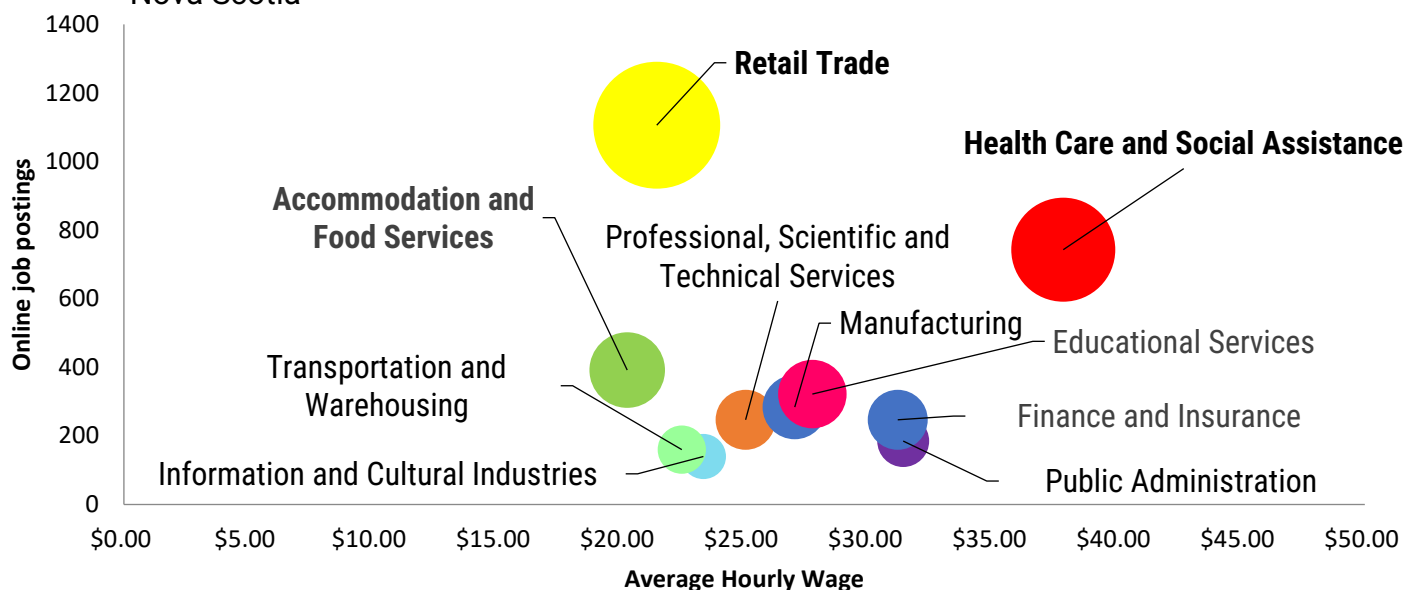 Nova Scotia
1400
1200
1000
800
600
400
200
0
Online job postings
Retail Trade
Health Care and Social Assistance
Accommodation and
Food Services
Professional, Scientific and
Technical Services
Manufacturing
Educational Services
Transportation and
Warehousing
Finance and Insurance
Information and Cultural Industries
Public Administration
$0.00 $5.00 $10.00 $15.00 $20.00 $25.00 $30.00 $35.00 $40.00 $45.00 $50.00
Average Hourly Wage